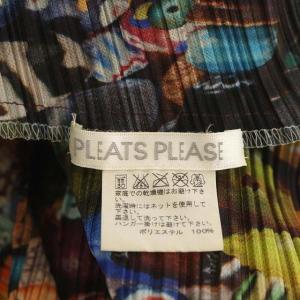 PLEATS PLEASE
家庭での乾燥機はお避け下さい。
洗濯時にはネットを使用して下さい。
裏返して洗って下さい。
ハンガー掛けは避けて下さい。
ポリエステル 100%